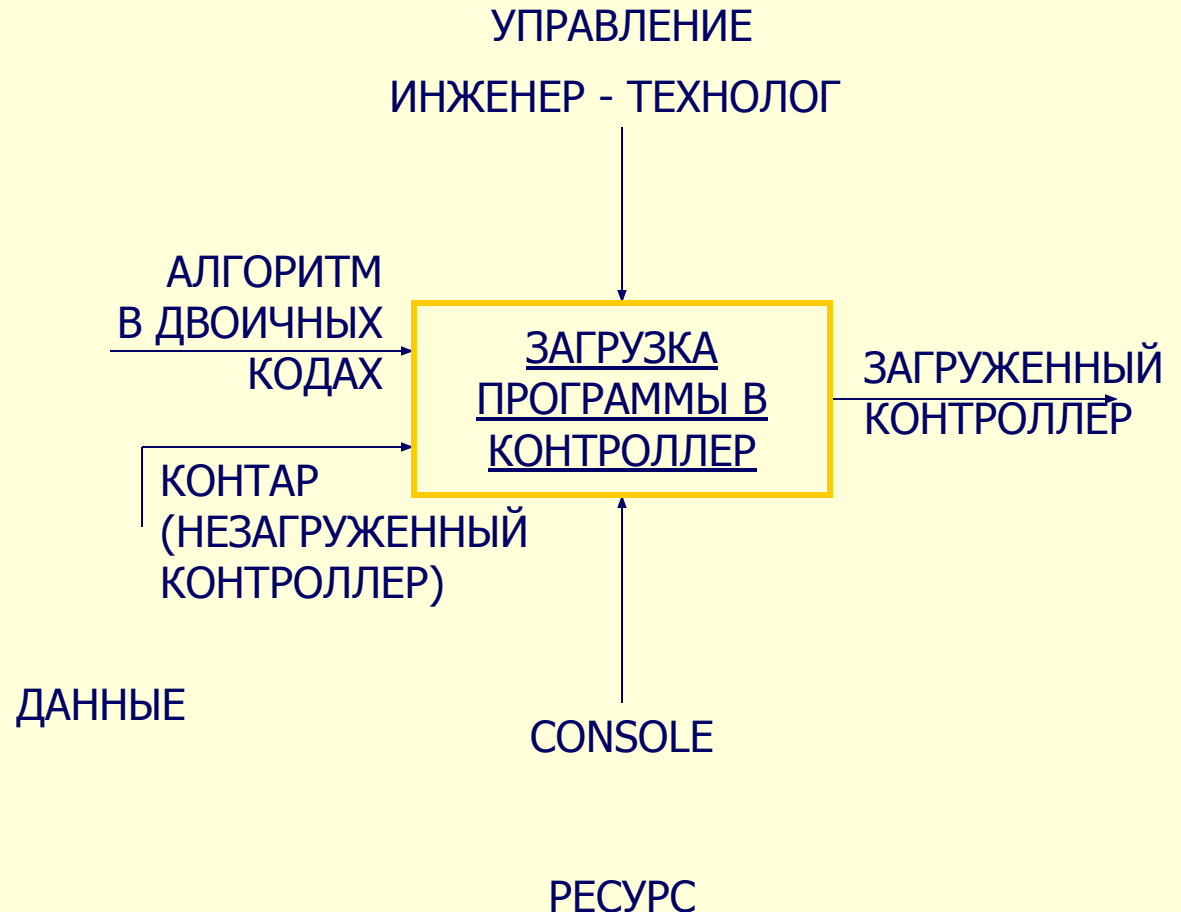 УПРАВЛЕНИЕ
ИНЖЕНЕР - ТЕХНОЛОГ
АЛГОРИТМ
В ДВОИЧНЫХ
КОДАХ
ЗАГРУЗКА
ПРОГРАММЫ В
КОНТРОЛЛЕР
ЗАГРУЖЕННЫЙ
КОНТРОЛЛЕР
КОНТАР
(НЕЗАГРУЖЕННЫЙ
КОНТРОЛЛЕР)
ДАННЫЕ
CONSOLE
РЕСУРС